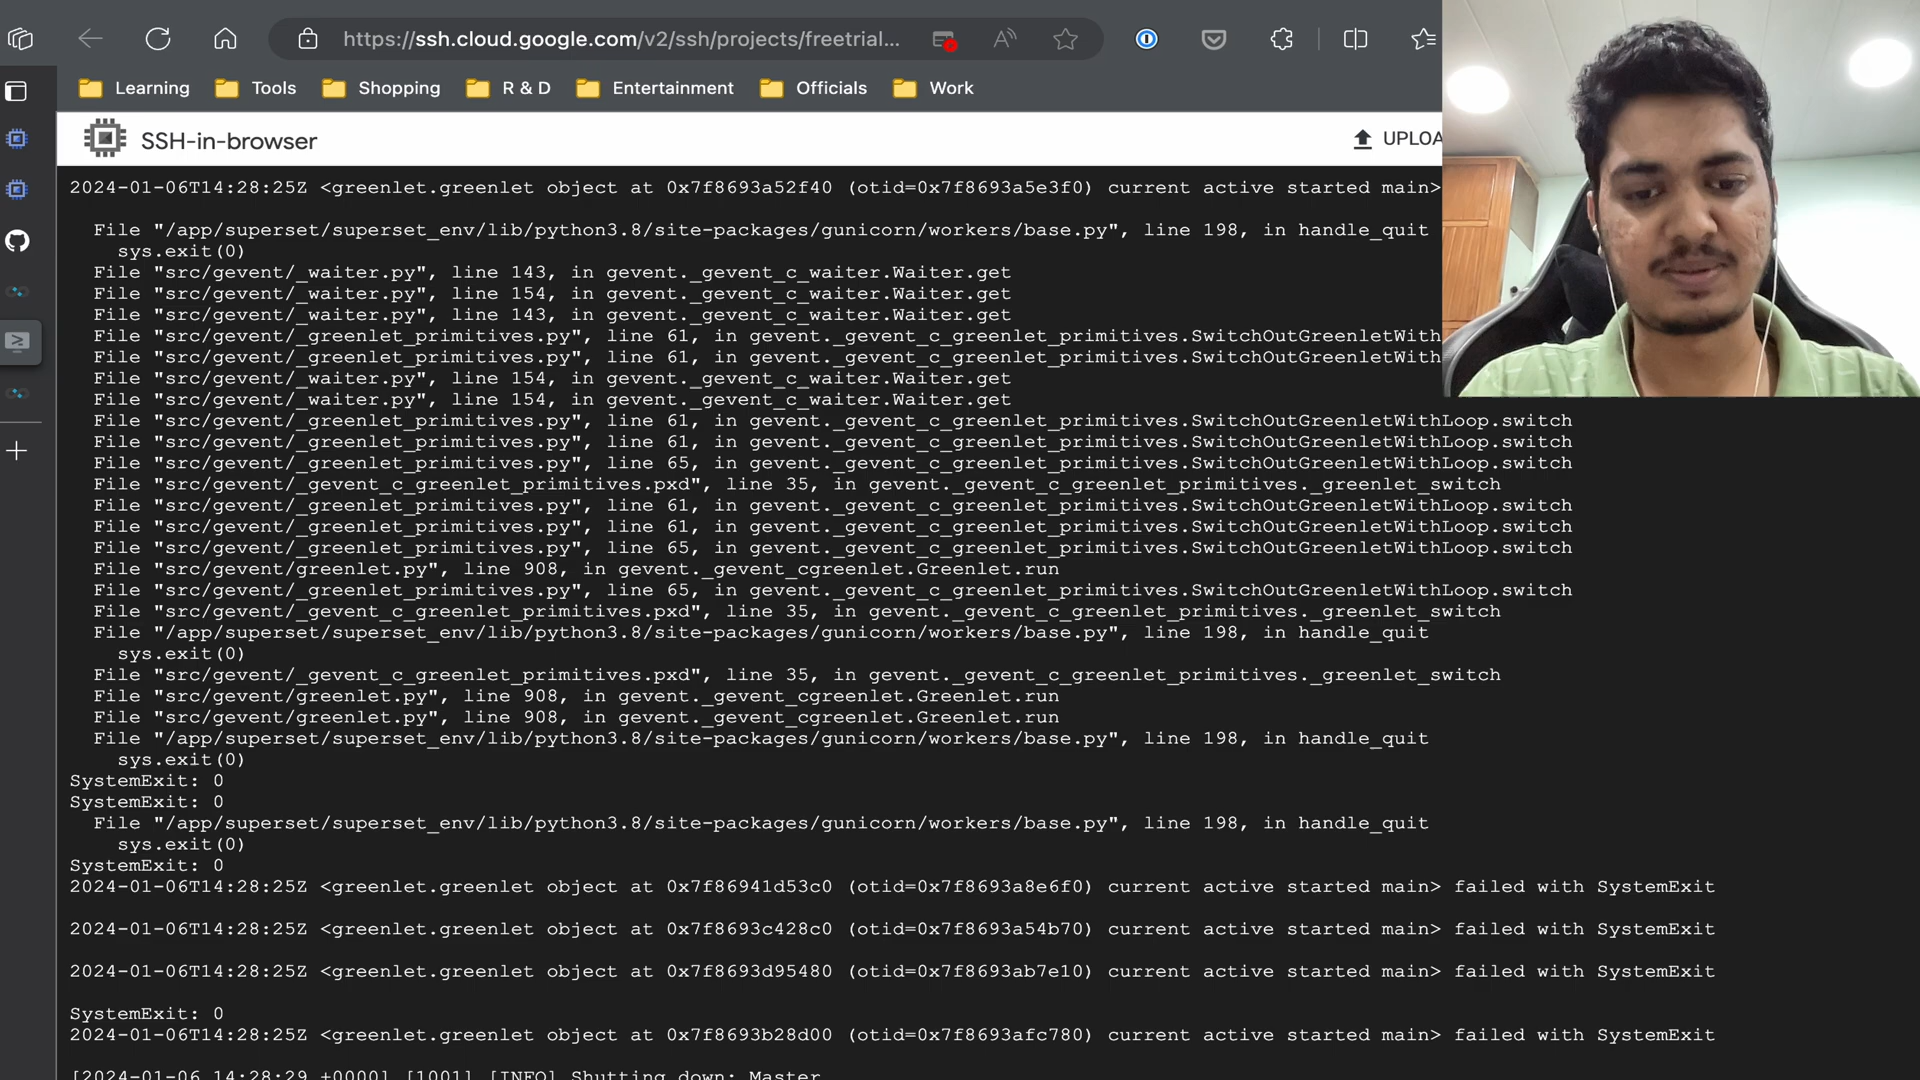 https://ssh.cloud.google.com/v2/ssh/projects/freetrial...
Learning Tools Shopping R & D Entertainment Officials Work
SSH-in-browser UPLOA
2024-01-06T14:28:25Z <greenlet.greenlet object at 0x7f8693a52f40 (otid=0x7f8693a5e3f0) current active started main>
File "/app/superset/superset_env/lib/python3.8/site-packages/gunicorn/workers/base.py", line 198, in handle_quit
sys.exit(0)
File "src/gevent/_waiter.py", line 143, in gevent._gevent_c_waiter.Waiter.get
File "src/gevent/_waiter.py", line 154, in gevent._gevent_c_waiter.Waiter.get
File "src/gevent/_waiter.py", line 143, in gevent._gevent_c_waiter.Waiter.get
File "src/gevent/_greenlet_primitives.py", line 61, in gevent._gevent_c_greenlet_primitives.SwitchOutGreenletWith
File "src/gevent/_greenlet_primitives.py", line 61, in gevent._gevent_c_greenlet_primitives.SwitchOutGreenletWith
File "src/gevent/_waiter.py", line 154, in gevent._gevent_c_waiter.Waiter.get
File "src/gevent/_waiter.py", line 154, in gevent._gevent_c_waiter.Waiter.get
File "src/gevent/_greenlet_primitives.py", line 61, in gevent._gevent_c_greenlet_primitives.SwitchOutGreenletWithLoop.switch
File "src/gevent/_greenlet_primitives.py", line 61, in gevent._gevent_c_greenlet_primitives.SwitchOutGreenletWithLoop.switch
File "src/gevent/_greenlet_primitives.py", line 65, in gevent._gevent_c_greenlet_primitives.SwitchOutGreenletWithLoop.switch
File "src/gevent/_gevent_c_greenlet_primitives.pxd", line 35, in gevent._gevent_c_greenlet_primitives._greenlet_switch
File "src/gevent/_greenlet_primitives.py", line 61, in gevent._gevent_c_greenlet_primitives.SwitchOutGreenletWithLoop.switch
File "src/gevent/_greenlet_primitives.py", line 61, in gevent._gevent_c_greenlet_primitives.SwitchOutGreenletWithLoop.switch
File "src/gevent/_greenlet_primitives.py", line 65, in gevent._gevent_c_greenlet_primitives.SwitchOutGreenletWithLoop.switch
File "src/gevent/greenlet.py", line 908, in gevent._gevent_cgreenlet.Greenlet.run
File "src/gevent/_greenlet_primitives.py", line 65, in gevent._gevent_c_greenlet_primitives.SwitchOutGreenletWithLoop.switch
File "src/gevent/_gevent_c_greenlet_primitives.pxd", line 35, in gevent._gevent_c_greenlet_primitives._greenlet_switch
File "/app/superset/superset_env/lib/python3.8/site-packages/gunicorn/workers/base.py", line 198, in handle_quit
sys.exit(0)
File "src/gevent/_gevent_c_greenlet_primitives.pxd", line 35, in gevent._gevent_c_greenlet_primitives._greenlet_switch
File "src/gevent/greenlet.py", line 908, in gevent._gevent_cgreenlet.Greenlet.run
File "src/gevent/greenlet.py", line 908, in gevent._gevent_cgreenlet.Greenlet.run
File "/app/superset/superset_env/lib/python3.8/site-packages/gunicorn/workers/base.py", line 198, in handle_quit
sys.exit(0)
SystemExit: 0
SystemExit: 0
File "/app/superset/superset_env/lib/python3.8/site-packages/gunicorn/workers/base.py", line 198, in handle_quit
sys.exit(0)
SystemExit: 0
2024-01-06T14:28:25Z <greenlet.greenlet object at 0x7f86941d53c0 (otid=0x7f8693a8e6f0) current active started main> failed with SystemExit
2024-01-06T14:28:25Z <greenlet.greenlet object at 0x7f8693c428c0 (otid=0x7f8693a54b70) current active started main> failed with SystemExit
2024-01-06T14:28:25Z <greenlet.greenlet object at 0x7f8693d95480 (otid=0x7f8693ab7e10) current active started main> failed with SystemExit
SystemExit: 0
2024-01-06T14:28:25Z <greenlet.greenlet object at 0x7f8693b28d00 (otid=0x7f8693afc780) current active started main> failed with SystemExit
[2024-01-06 14:28:29 +0000] [1001] [INFO] Shutting down: Master